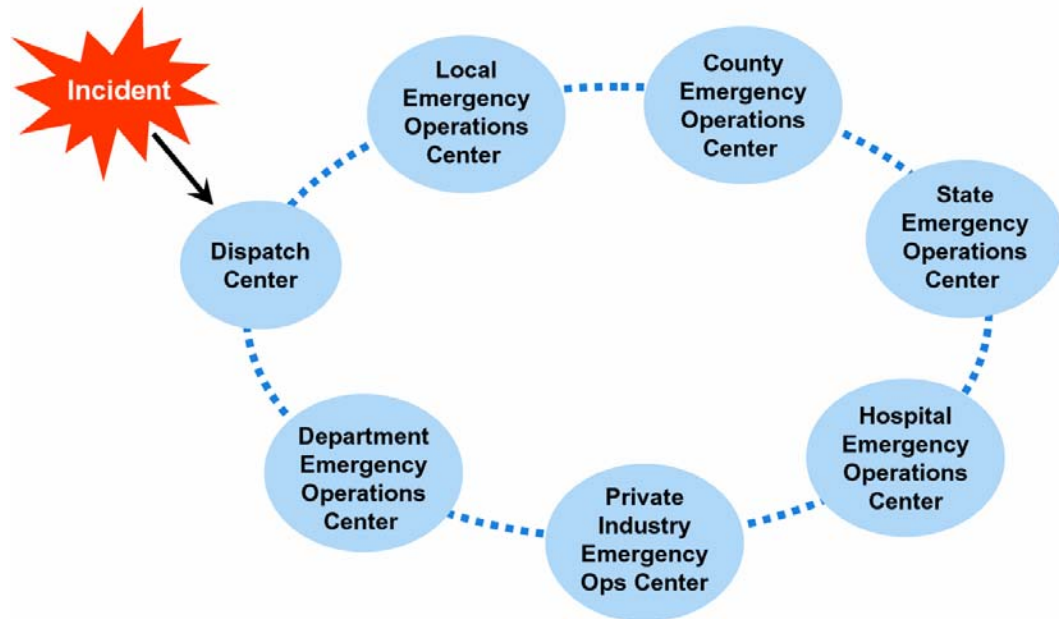 Incident
Local
Emergency
Operations
Center
County
Emergency
Operations
Center
State
Emergency
Operations
Center
Dispatch
Center
Hospital
Emergency
Operations
Center
Department
Emergency
Operations
Center
Private
Industry
Emergency
Ops Center